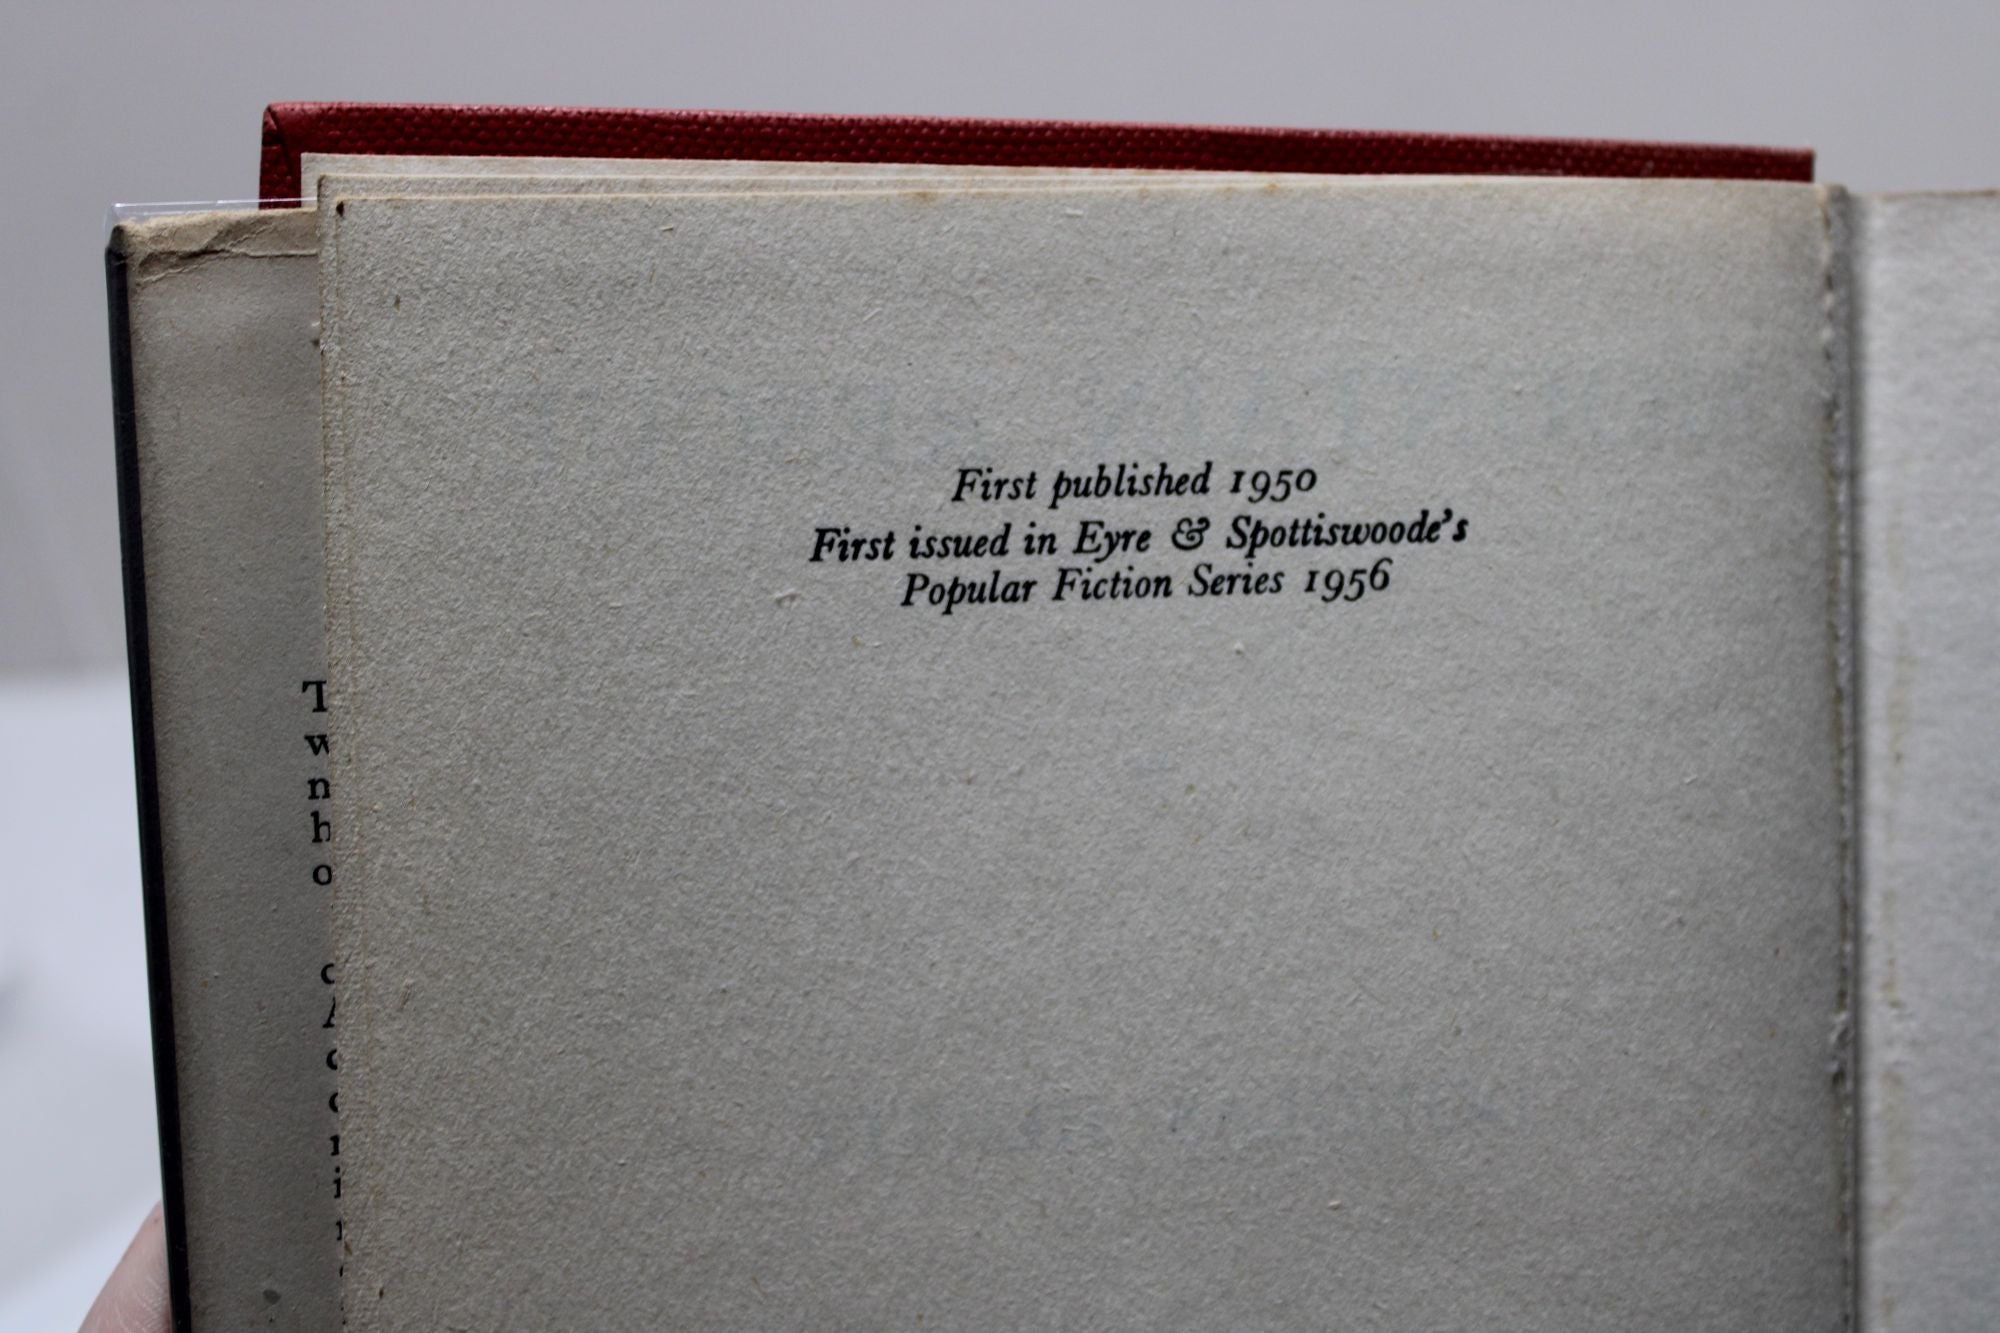 First published 1950
First issued in Eyre & Spottiswoode's
Popular Fiction Series 1956
T
w
n
h
o